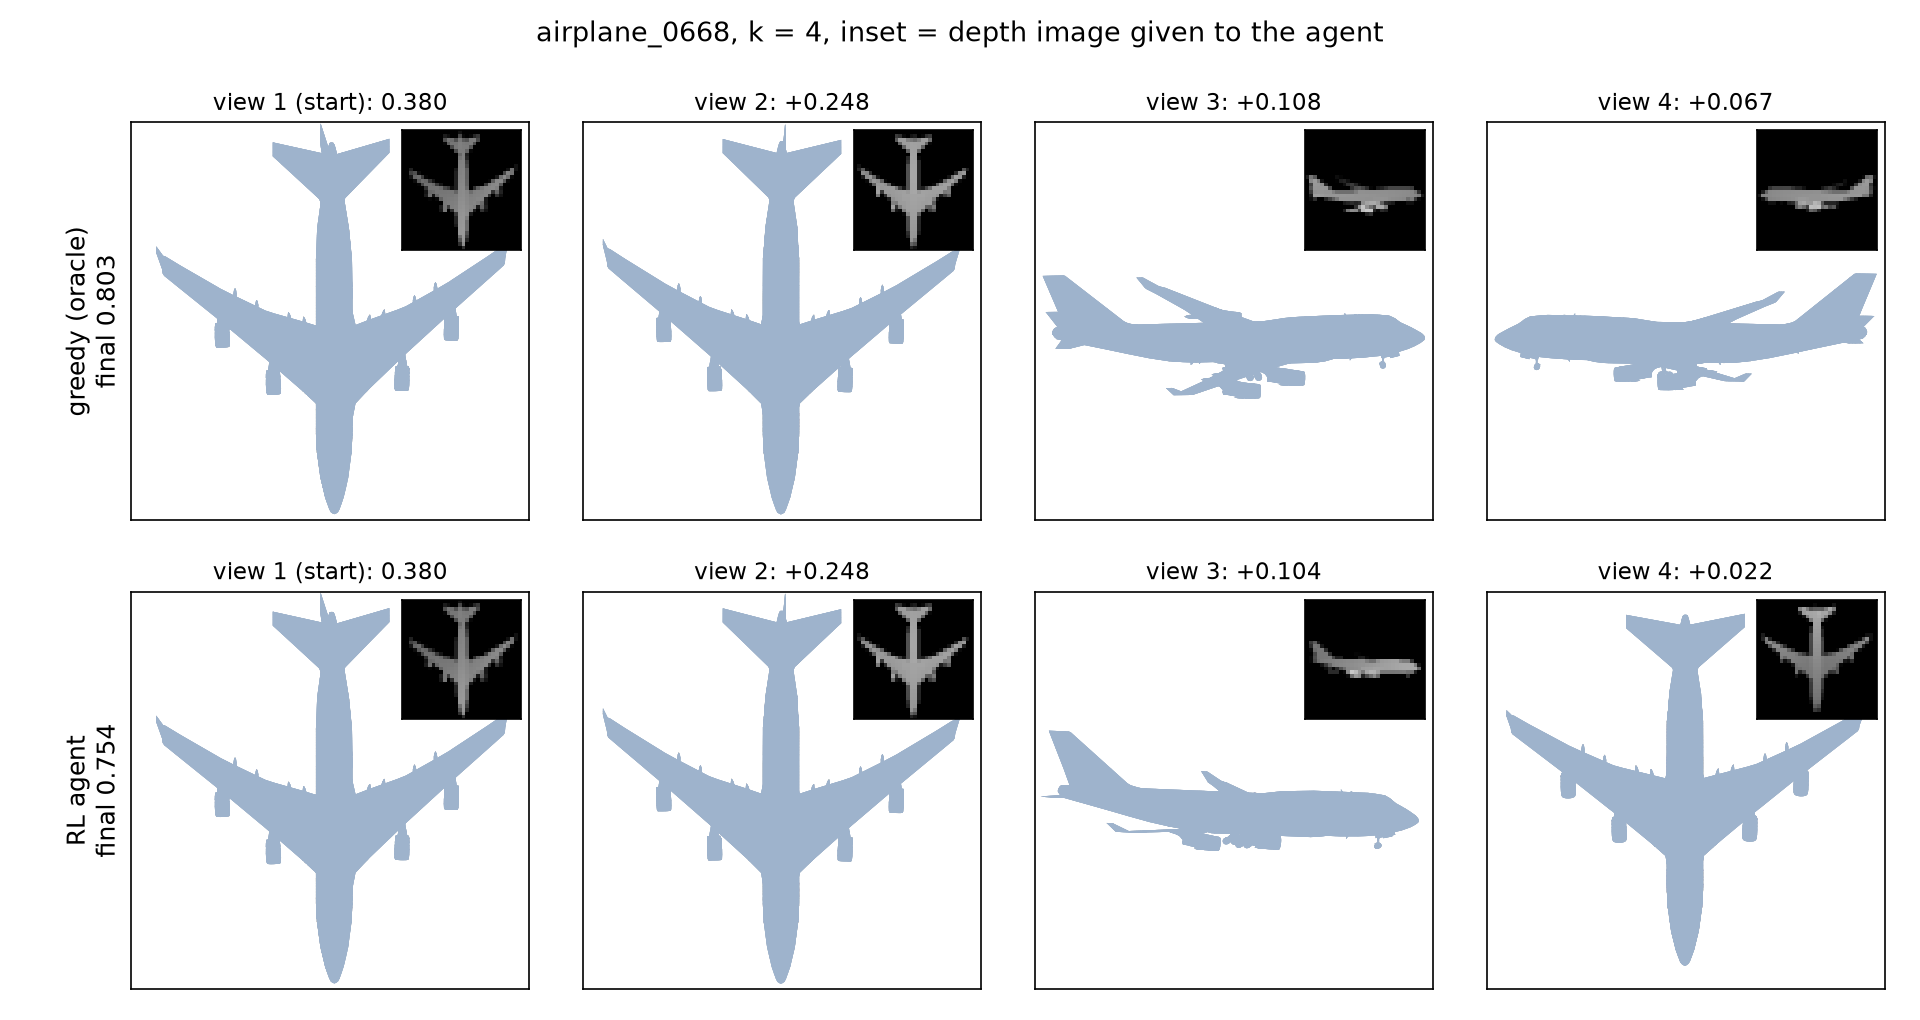 airplane_0668, k = 4, inset = depth image given to the agent
view 1 (start): 0.380
view 2: +0.248
view 3: +0.108
view 4: +0.067
greedy (oracle)
final 0.803
view 1 (start): 0.380
view 2: +0.248
view 3: +0.104
view 4: +0.022
RL agent
final 0.754